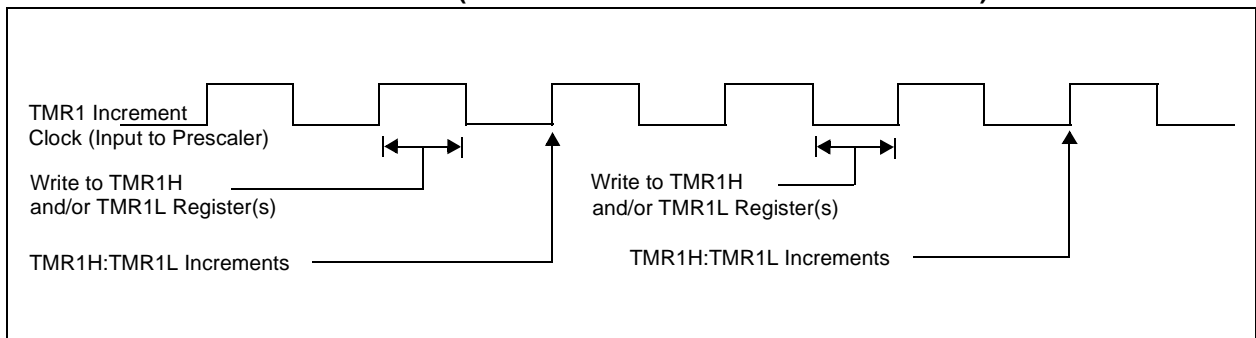 TMR1 Increment
Clock (Input to Prescaler)
Write to TMR1H
and/or TMR1L Register(s)
TMR1H:TMR1L Increments
Write to TMR1H
and/or TMR1L Register(s)
TMR1H:TMR1L Increments